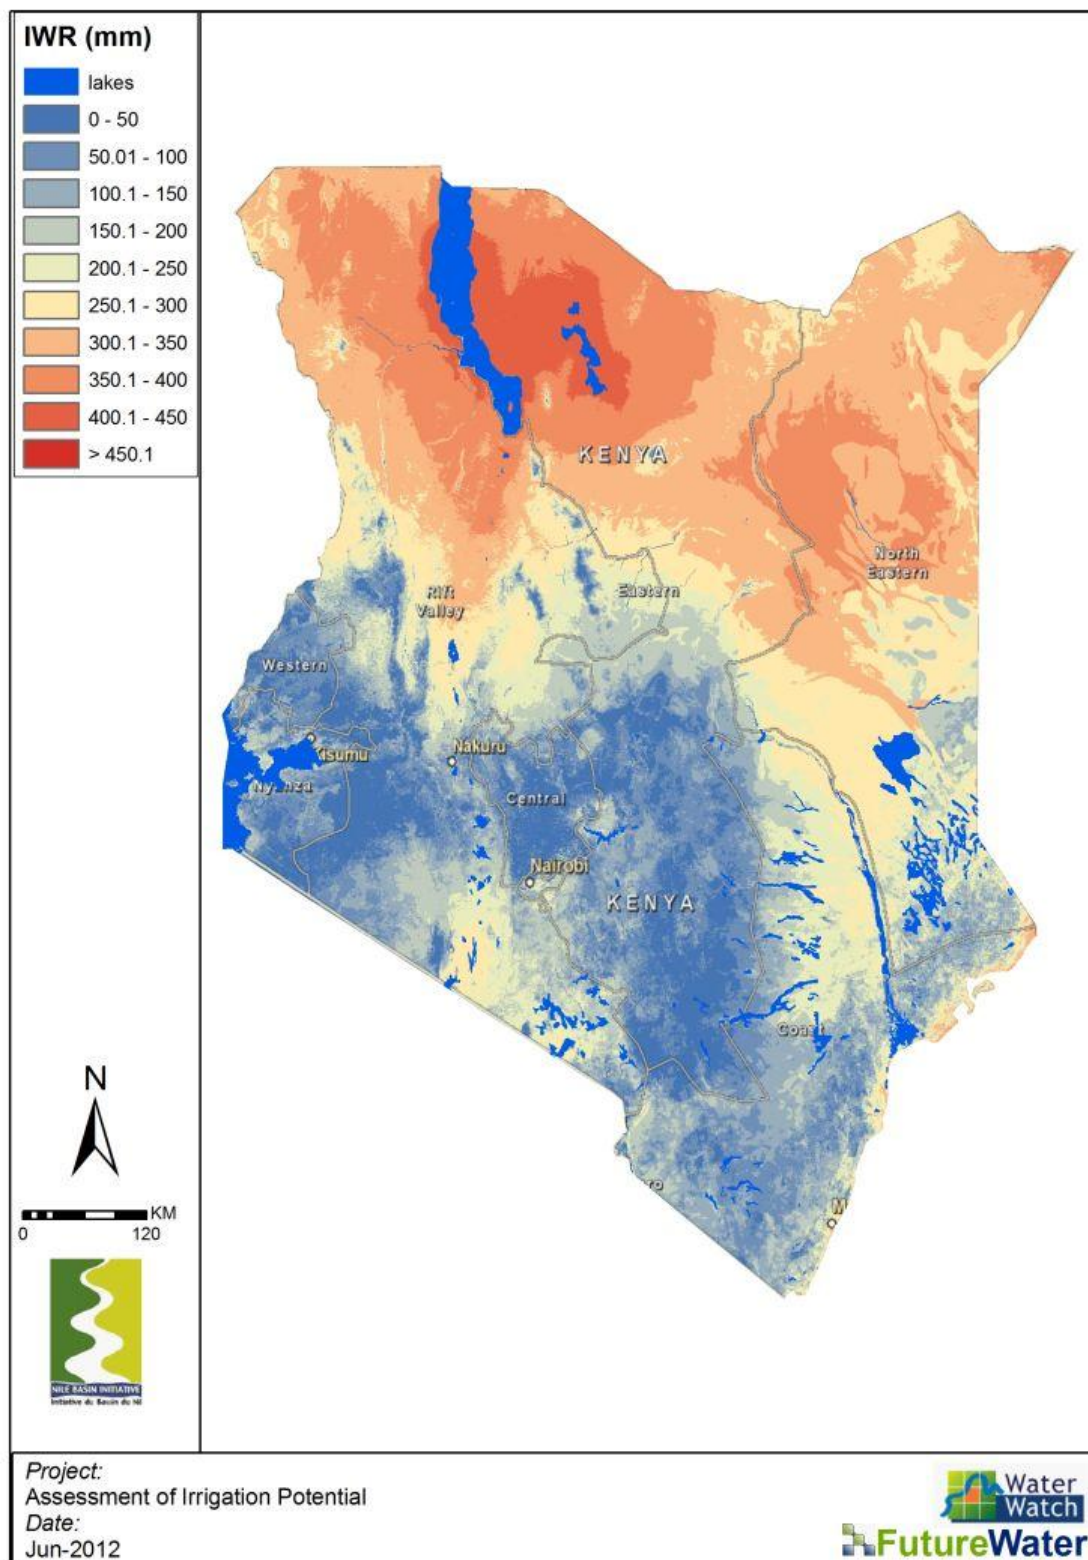 IWR (mm)
lakes
0 - 50
50.01 - 100
100.1 - 150
150.1 - 200
200.1 - 250
250.1 - 300
300.1 - 350
350.1 - 400
400.1 - 450
> 450.1
KENYA
North
Eastern
Rift
Valley
Eastern
Western
Kisumu
Nakuru
Central
Nairobi
KENYA
Coast
ro
M
N
KM
0
120
NILE BASIN INITIATIVE
Initiative du Bassin du Nil
Project:
Assessment of Irrigation Potential
Date:
Jun-2012
Water
Watch
FutureWater